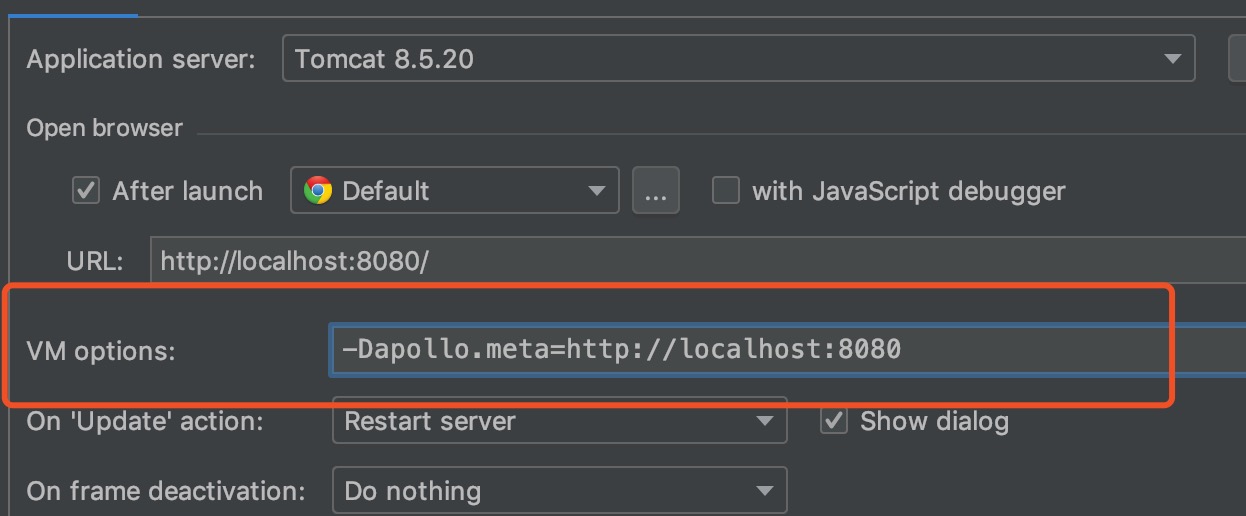 Application server: Tomcat 8.5.20
Open browser
After launch Default ... with JavaScript debugger
URL: http://localhost:8080/
VM options: -Dapollo.meta=http://localhost:8080
On 'Update' action: Restart server Show dialog
On frame deactivation: Do nothing